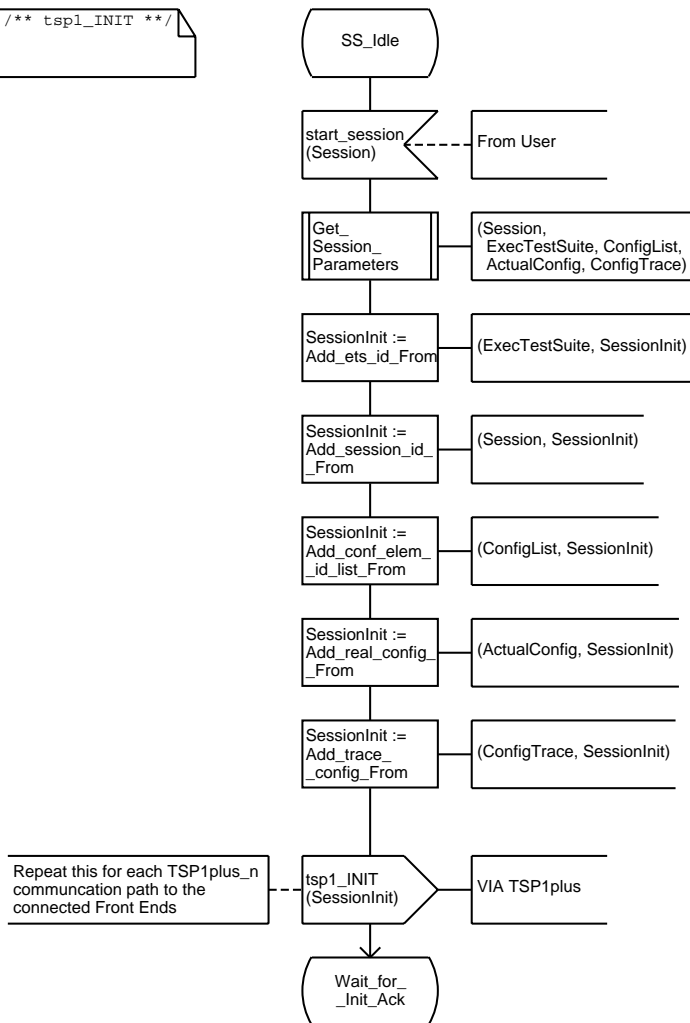 /** tspl_INIT **/
SS_Idle
start_session
(Session)
From User
Get_
Session_
Parameters
(Session,
ExecTestSuite, ConfigList,
ActualConfig, ConfigTrace)
SessionInit :=
Add_ets_id_From
(ExecTestSuite, SessionInit)
SessionInit :=
Add_session_id_
_From
(Session, SessionInit)
SessionInit :=
Add_conf_elem_
_id_list_From
(ConfigList, SessionInit)
SessionInit :=
Add_real_config_
_From
(ActualConfig, SessionInit)
SessionInit :=
Add_trace_
_config_From
(ConfigTrace, SessionInit)
Repeat this for each TSP1plus_n
communcation path to the
connected Front Ends
tsp1_INIT
(SessionInit)
VIA TSP1plus
Wait_for_
_Init_Ack